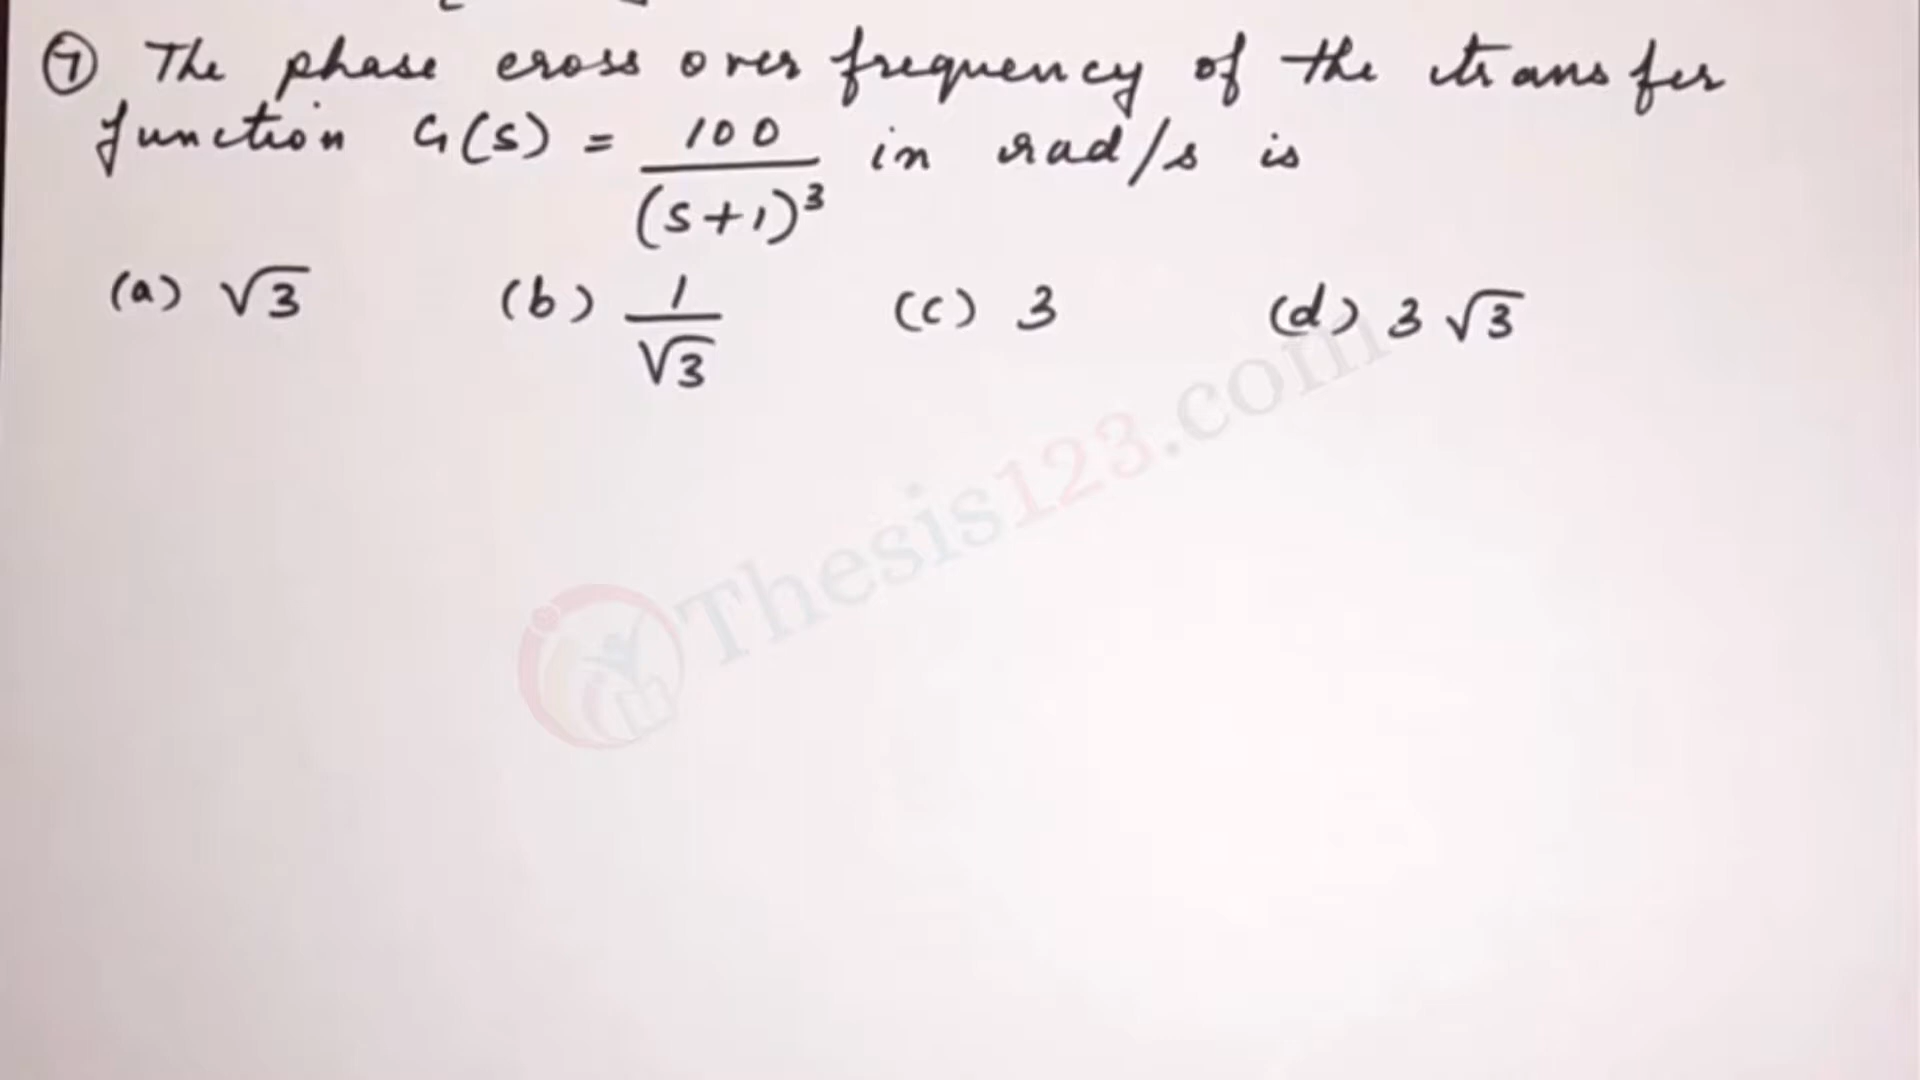 ⑦ The phase cross over frequency of the transfer
function G(s) = 100/(s+1)³ in rad/s is
(a) √3 (b) 1/√3 (c) 3 (d) 3√3
Thesis123.com